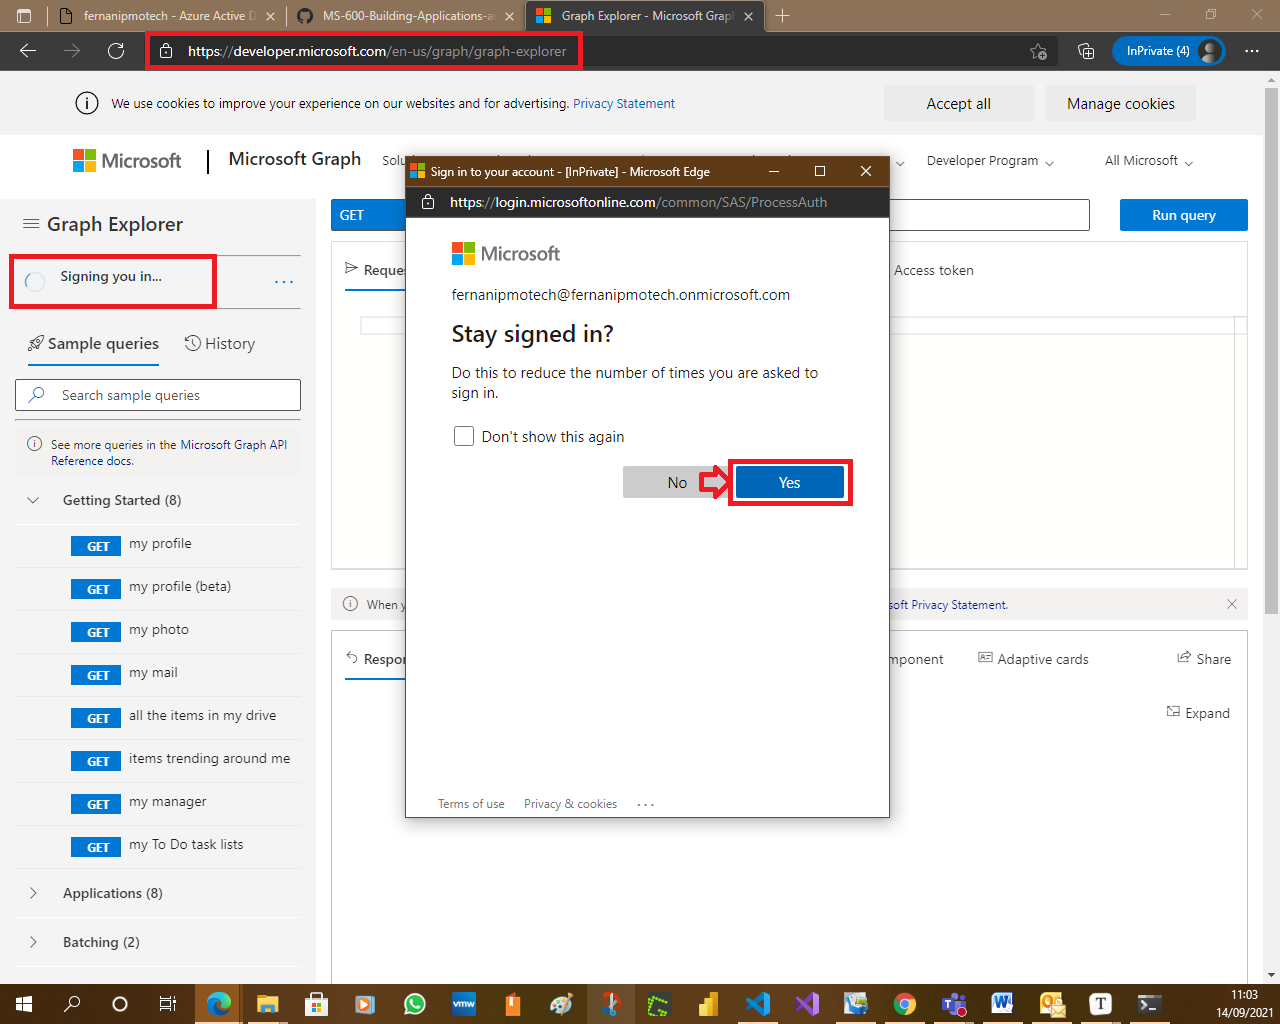 fernanipmotech - Azure Active D
MS-600-Building-Applications-a
Graph Explorer - Microsoft Grap
https://developer.microsoft.com/en-us/graph/graph-explorer
InPrivate (4)
We use cookies to improve your experience on our websites and for advertising. Privacy Statement
Accept all
Manage cookies
Microsoft
Microsoft Graph
Developer Program
All Microsoft
Graph Explorer
Signing you in...
Sample queries
History
Search sample queries
See more queries in the Microsoft Graph API
Reference docs.
Getting Started (8)
GET my profile
GET my profile (beta)
GET my photo
GET my mail
GET all the items in my drive
GET items trending around me
GET my manager
GET my To Do task lists
Applications (8)
Batching (2)
GET
Run query
Reque
Access token
When y
soft Privacy Statement.
Respor
mponent
Adaptive cards
Share
Expand
Sign in to your account - [InPrivate] - Microsoft Edge
https://login.microsoftonline.com/common/SAS/ProcessAuth
Microsoft
fernanipmotech@fernanipmotech.onmicrosoft.com
Stay signed in?
Do this to reduce the number of times you are asked to
sign in.
Don't show this again
No
Yes
Terms of use
Privacy & cookies
vmw
11:03
14/09/2021